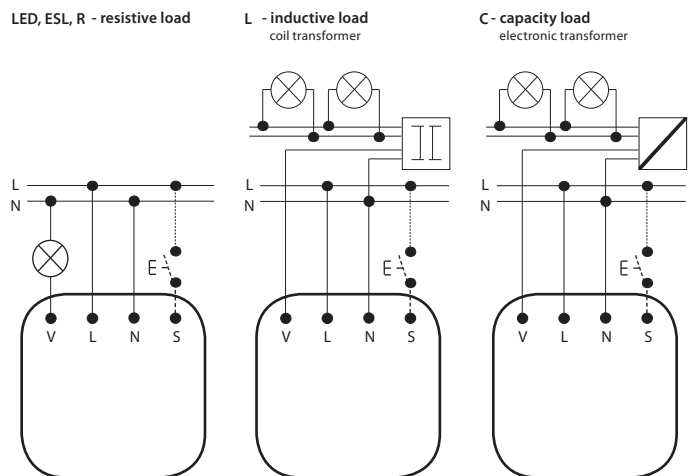 LED, ESL, R - resistive load
L - inductive load
coil transformer
C - capacity load
electronic transformer
L
N
L
N
L
N
E
E
E
V L N S
V L N S
V L N S